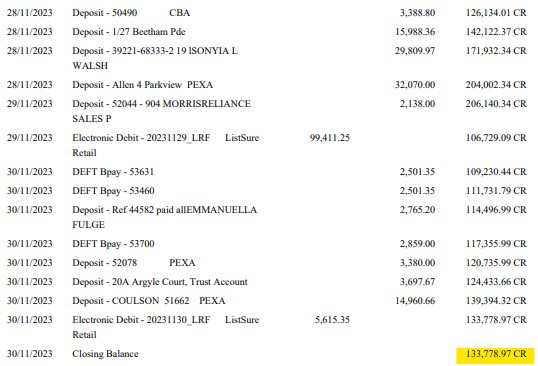 28/11/2023 Deposit - 50490 CBA 3,388.80 126,134.01 CR
28/11/2023 Deposit - 1/27 Beetham Pde 15,988.36 142,122.37 CR
28/11/2023 Deposit - 39221-68333-2 19 ISONYIA L 29,809.97 171,932.34 CR
WALSH
28/11/2023 Deposit - Allen 4 Parkview PEXA 32,070.00 204,002.34 CR
29/11/2023 Deposit - 52044 - 904 MORRISRELIANCE 2,138.00 206,140.34 CR
SALES P
29/11/2023 Electronic Debit - 20231129_LRF ListSure 99,411.25 106,729.09 CR
Retail
30/11/2023 DEFT Bpay - 53631 2,501.35 109,230.44 CR
30/11/2023 DEFT Bpay - 53460 2,501.35 111,731.79 CR
30/11/2023 Deposit - Ref 44582 paid allEMMANUELLA 2,765.20 114,496.99 CR
FULGE
30/11/2023 DEFT Bpay - 53700 2,859.00 117,355.99 CR
30/11/2023 Deposit - 52078 PEXA 3,380.00 120,735.99 CR
30/11/2023 Deposit - 20A Argyle Court, Trust Account 3,697.67 124,433.66 CR
30/11/2023 Deposit - COULSON 51662 PEXA 14,960.66 139,394.32 CR
30/11/2023 Electronic Debit - 20231130_LRF ListSure 5,615.35 133,778.97 CR
Retail
30/11/2023 Closing Balance 133,778.97 CR